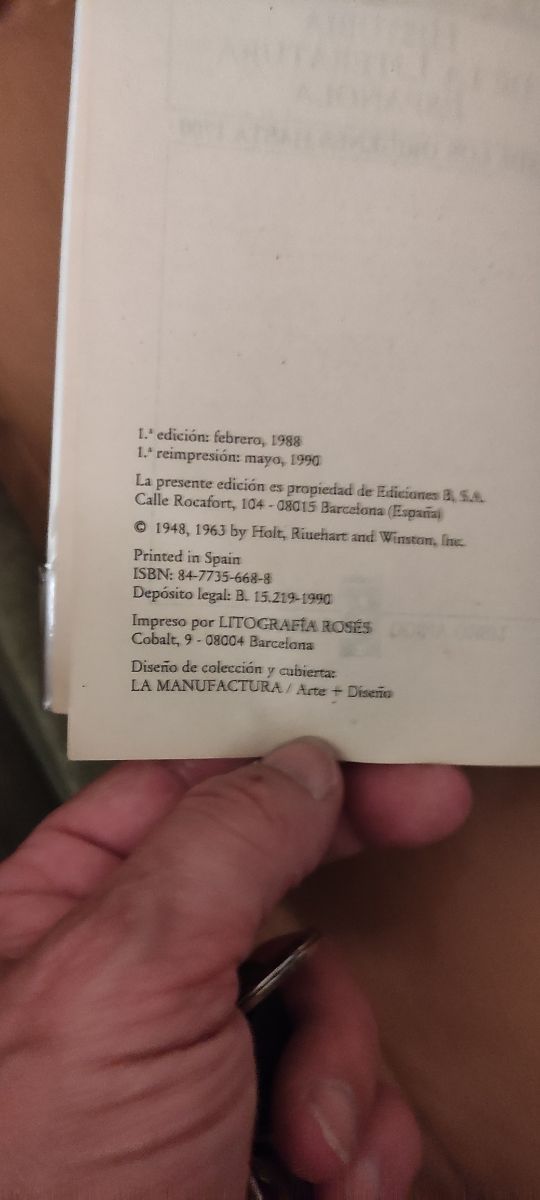 1.ª edición: febrero, 1988
1.ª reimpresión: mayo, 1990
La presente edición es propiedad de Ediciones B, S.A.
Calle Rocafort, 104 - 08015 Barcelona (España)
© 1948, 1963 by Holt, Rinehart and Winston, Inc.
Printed in Spain
ISBN: 84-7735-668-8
Depósito legal: B. 15.219-1990
Impreso por LITOGRAFÍA ROSÉS
Cobalt, 9 - 08004 Barcelona
Diseño de colección y cubierta:
LA MANUFACTURA / Arte + Diseño